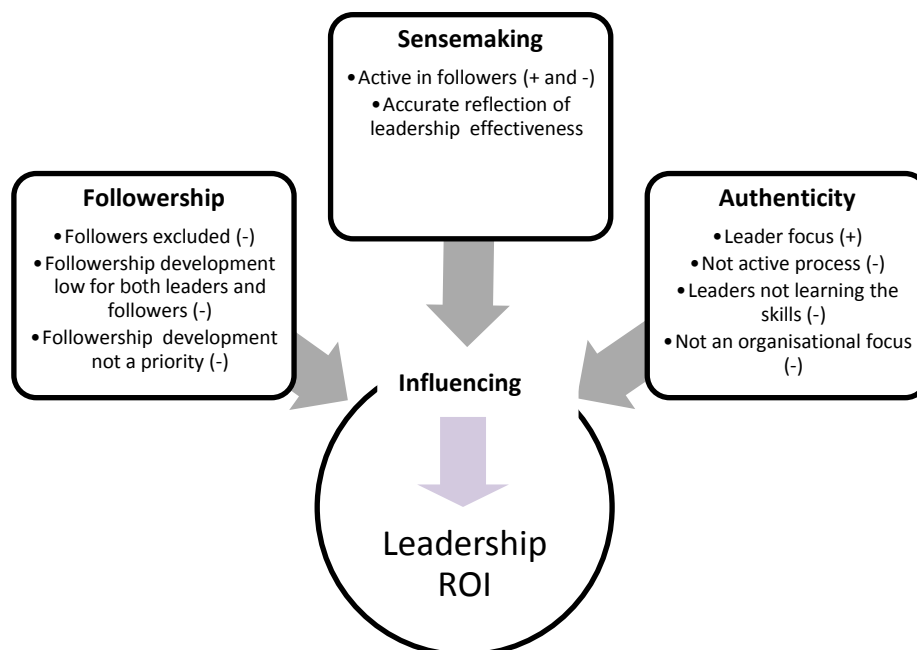 Sensemaking
•Active in followers (+ and -)
•Accurate reflection of
leadership effectiveness
Followership
•Followers excluded (-)
•Followership development
low for both leaders and
followers (-)
•Followership development
not a priority (-)
Authenticity
•Leader focus (+)
•Not active process (-)
•Leaders not learning the
skills (-)
•Not an organisational focus
(-)
Influencing
Leadership
ROI